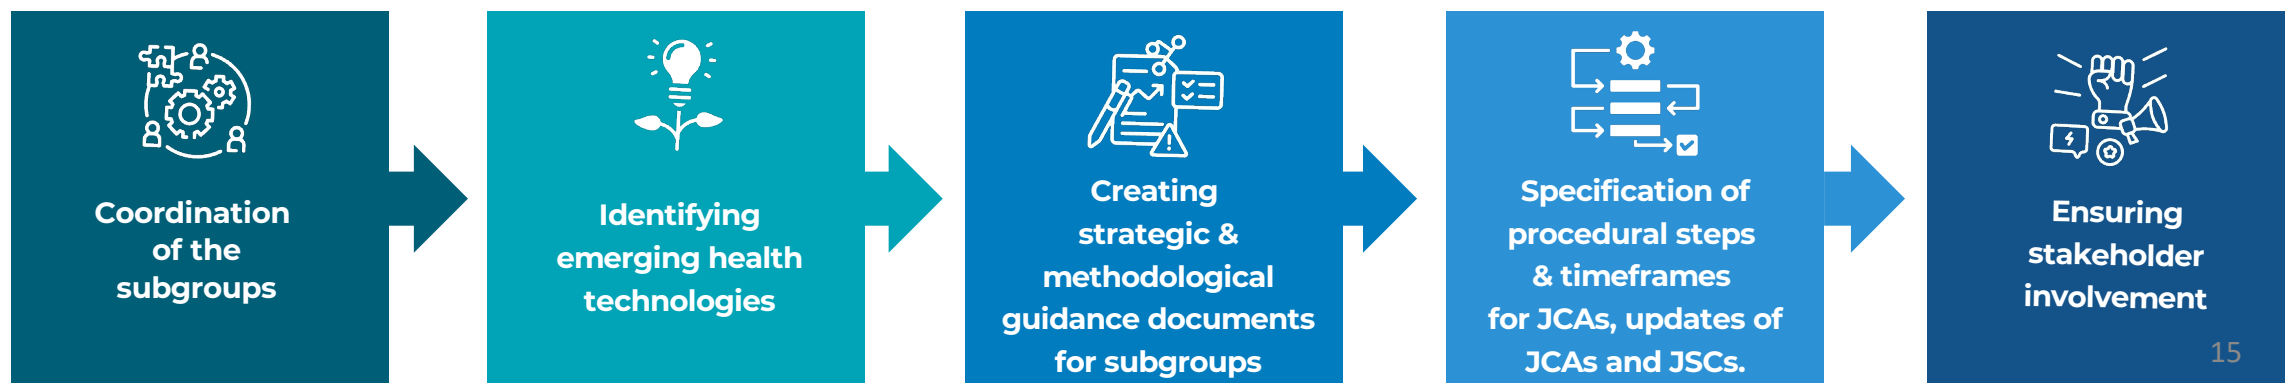 Coordination
of the
subgroups
Identifying
emerging health
technologies
Creating
strategic &
methodological
guidance documents
for subgroups
Specification of
procedural steps
& timeframes
for JCAs, updates of
JCAs and JSCs.
Ensuring
stakeholder
involvement
15